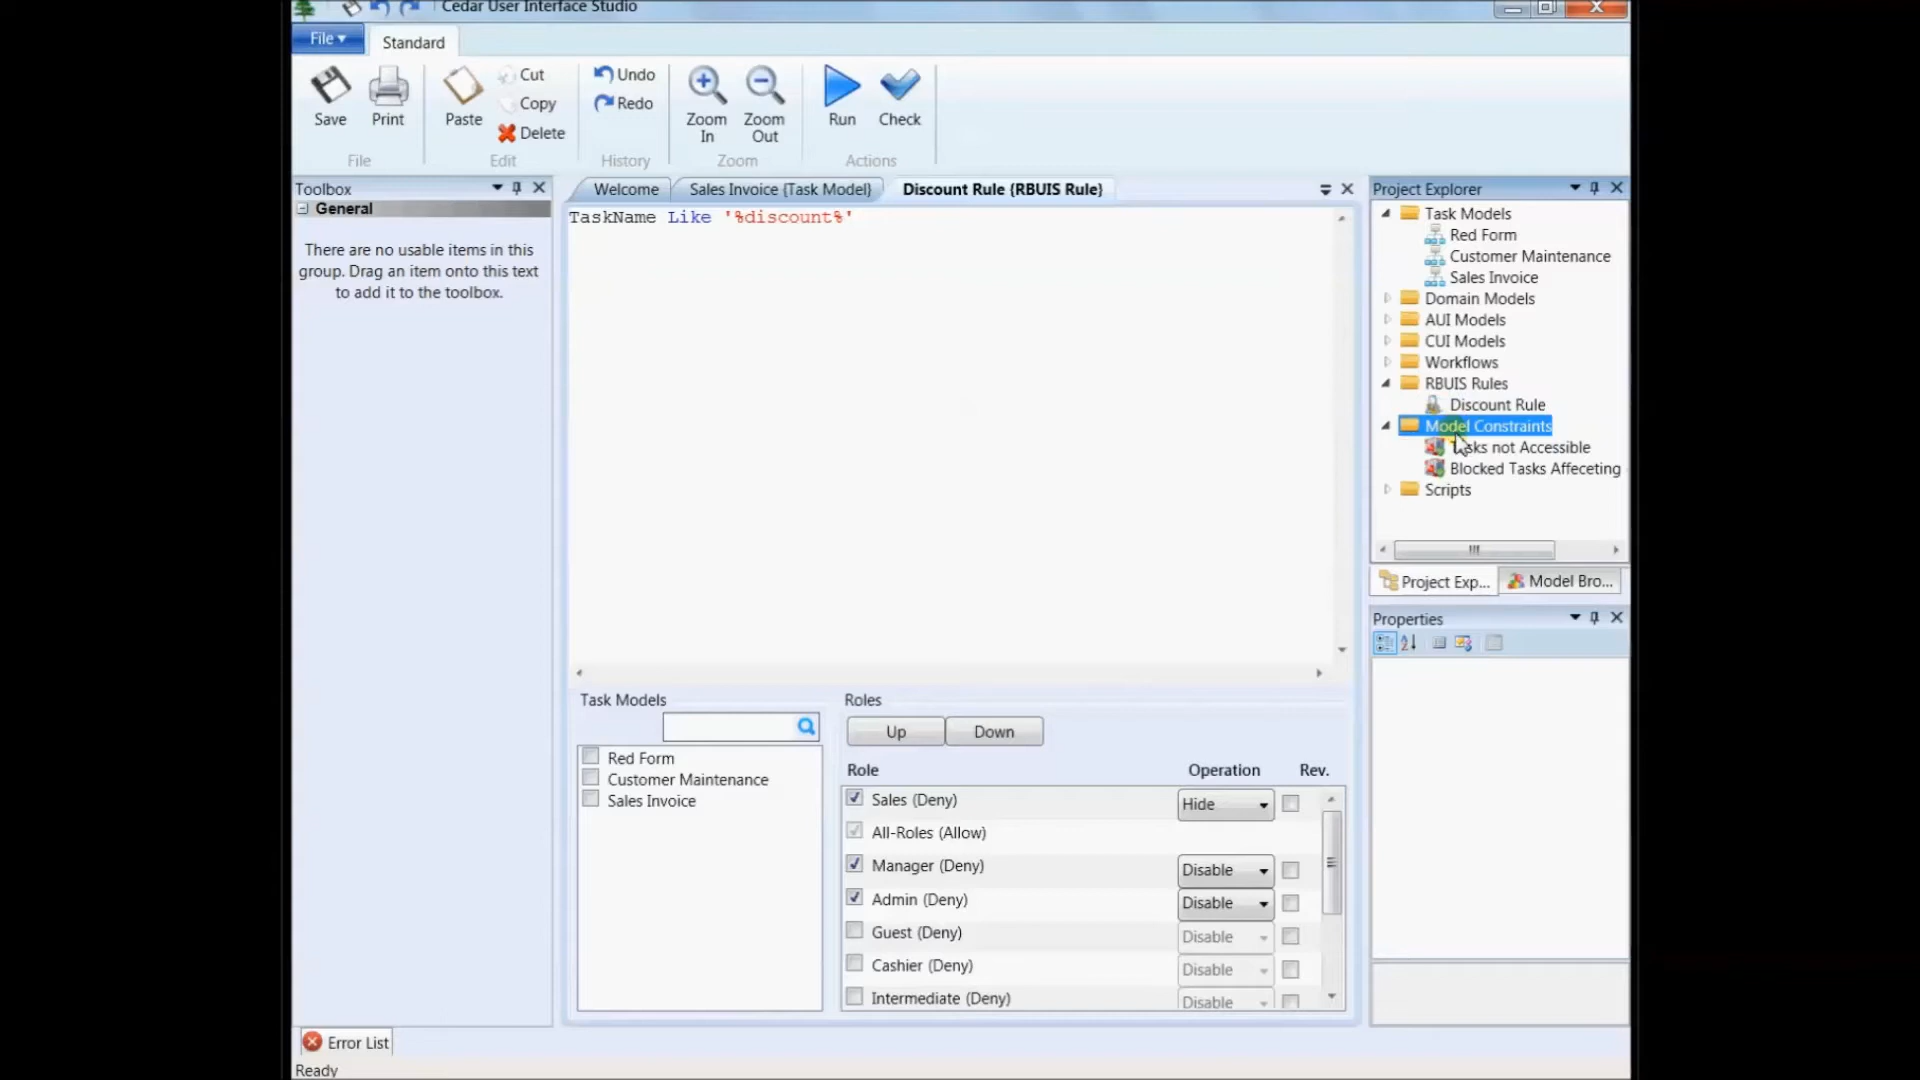 Cedar User Interface Studio
File
Standard
Save
Print
Paste
Cut
Copy
Delete
Undo
Redo
Zoom In
Zoom Out
Run
Check
File
Edit
History
Zoom
Actions
Toolbox
General
There are no usable items in this
group. Drag an item onto this text
to add it to the toolbox.
Welcome
Sales Invoice {Task Model}
Discount Rule {RBUIS Rule}
TaskName Like '%discount%'
Task Models
Red Form
Customer Maintenance
Sales Invoice
Roles
Up
Down
Role
Operation
Rev.
Sales (Deny)
Hide
All-Roles (Allow)
Manager (Deny)
Disable
Admin (Deny)
Disable
Guest (Deny)
Disable
Cashier (Deny)
Disable
Intermediate (Deny)
Disable
Project Explorer
Task Models
Red Form
Customer Maintenance
Sales Invoice
Domain Models
AUI Models
CUI Models
Workflows
RBUIS Rules
Discount Rule
Model Constraints
Tasks not Accessible
Blocked Tasks Affeceting
Scripts
Project Exp...
Model Bro...
Properties
Error List
Ready